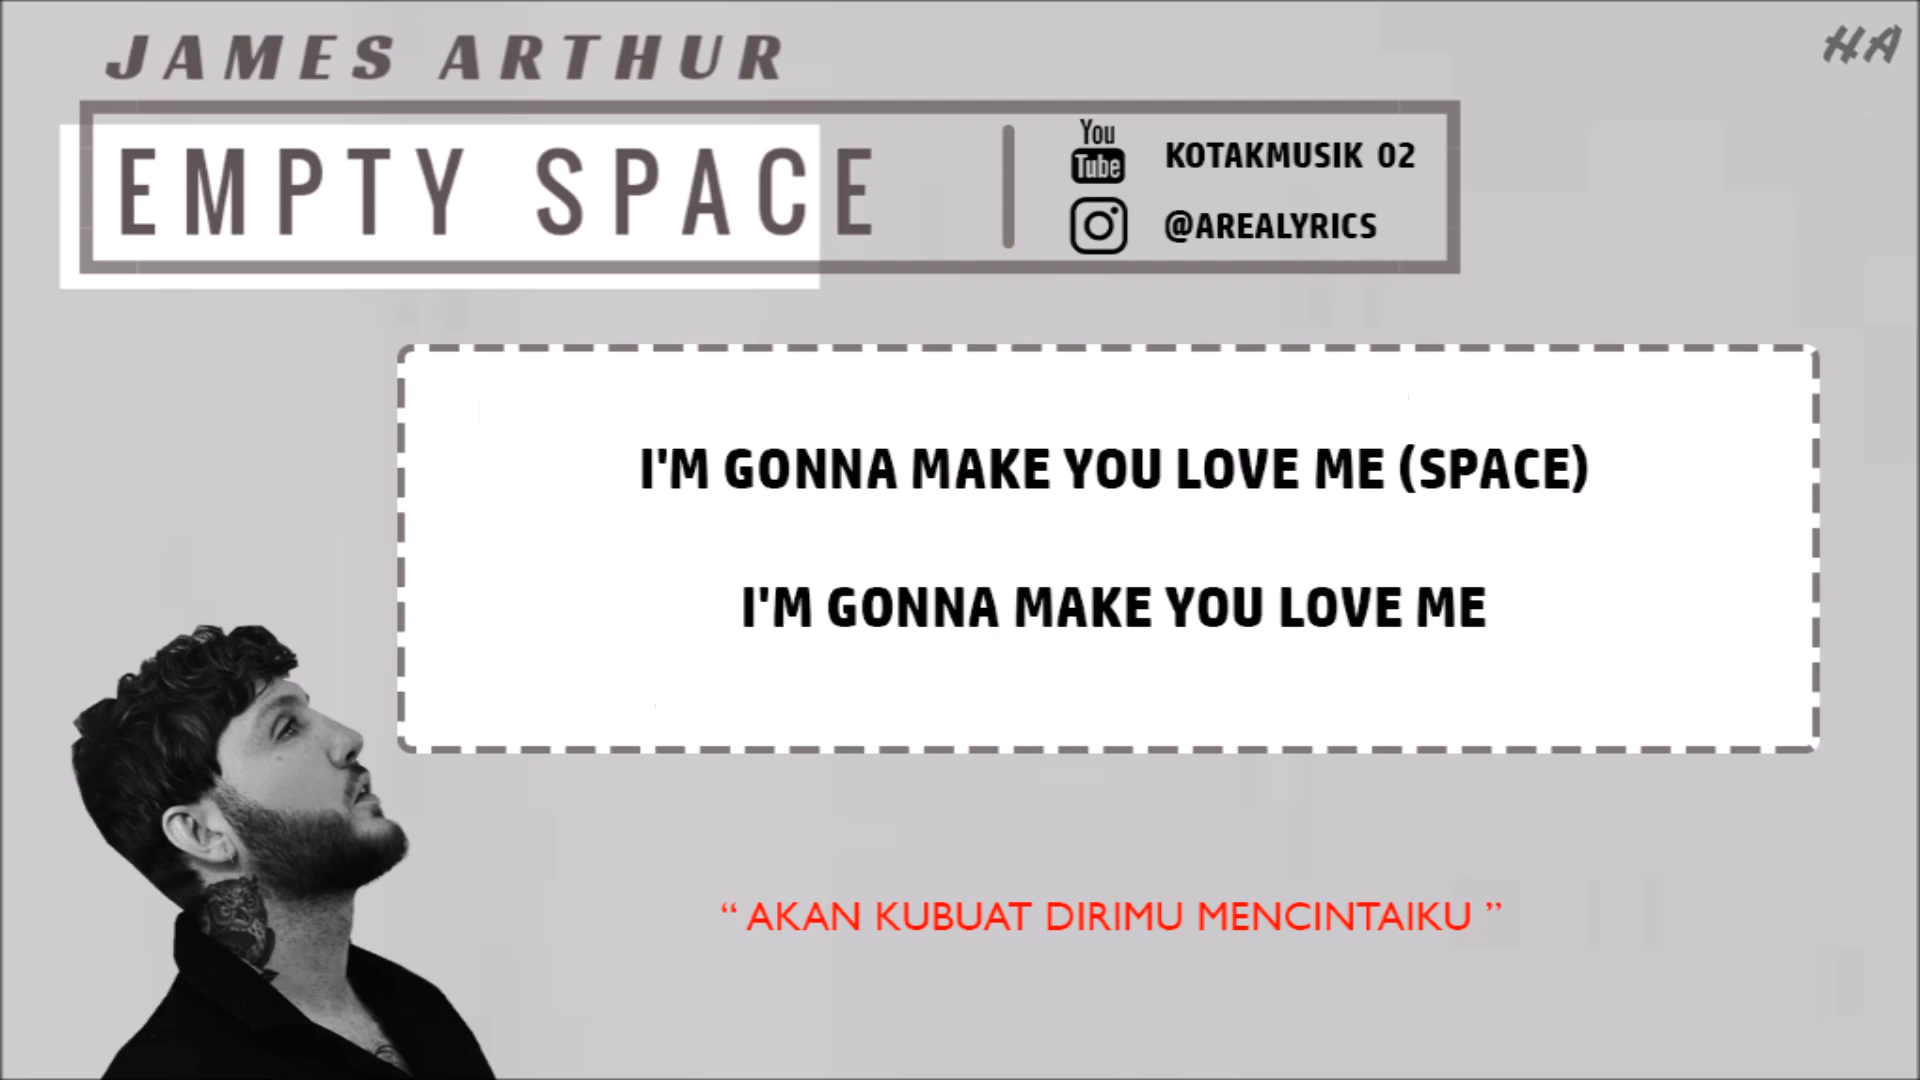 JAMES ARTHUR
HA
EMPTY SPACE
You
Tube
KOTAKMUSIK 02
@AREALYRICS
I'M GONNA MAKE YOU LOVE ME (SPACE)
I'M GONNA MAKE YOU LOVE ME
“ AKAN KUBUAT DIRIMU MENCINTAIKU ”